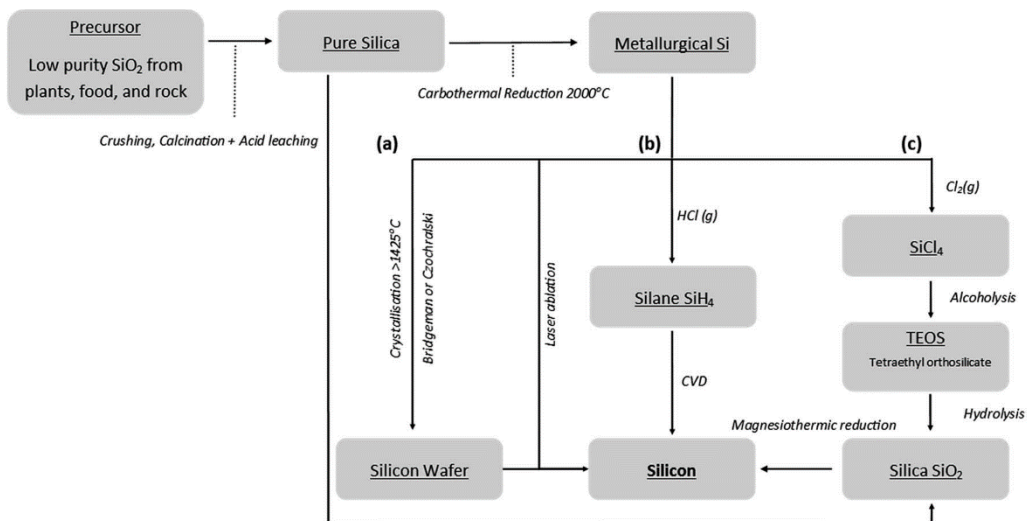 Precursor
Low purity SiO₂ from
plants, food, and rock
Pure Silica
Metallurgical Si
Carbothermal Reduction 2000°C
Crushing, Calcination + Acid leaching
(a)
(b)
(c)
Cl₂(g)
HCl (g)
Crystallisation >1425°C
Bridgeman or Czochralski
Laser ablation
SiCl₄
Silane SiH₄
Alcoholysis
TEOS
Tetraethyl orthosilicate
CVD
Hydrolysis
Magnesiothermic reduction
Silicon Wafer
Silicon
Silica SiO₂